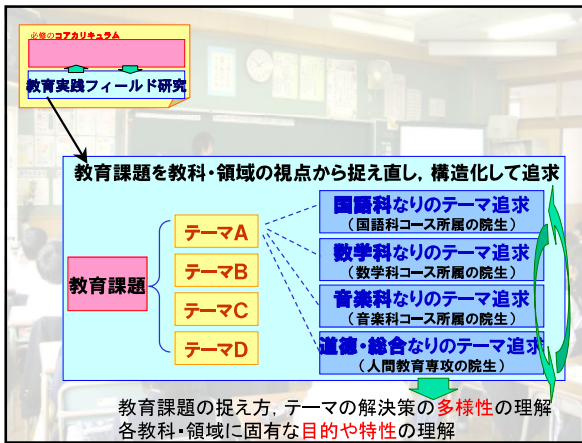 必修のコアカリキュラム
教育実践フィールド研究
教育課題を教科・領域の視点から捉え直し，構造化して追求
教育課題
テーマA
テーマB
テーマC
テーマD
国語科なりのテーマ追求
（国語科コース所属の院生）
数学科なりのテーマ追求
（数学科コース所属の院生）
音楽科なりのテーマ追求
（音楽科コース所属の院生）
道徳・総合なりのテーマ追求
（人間教育専攻の院生）
教育課題の捉え方，テーマの解決策の多様性の理解
各教科・領域に固有な目的や特性の理解